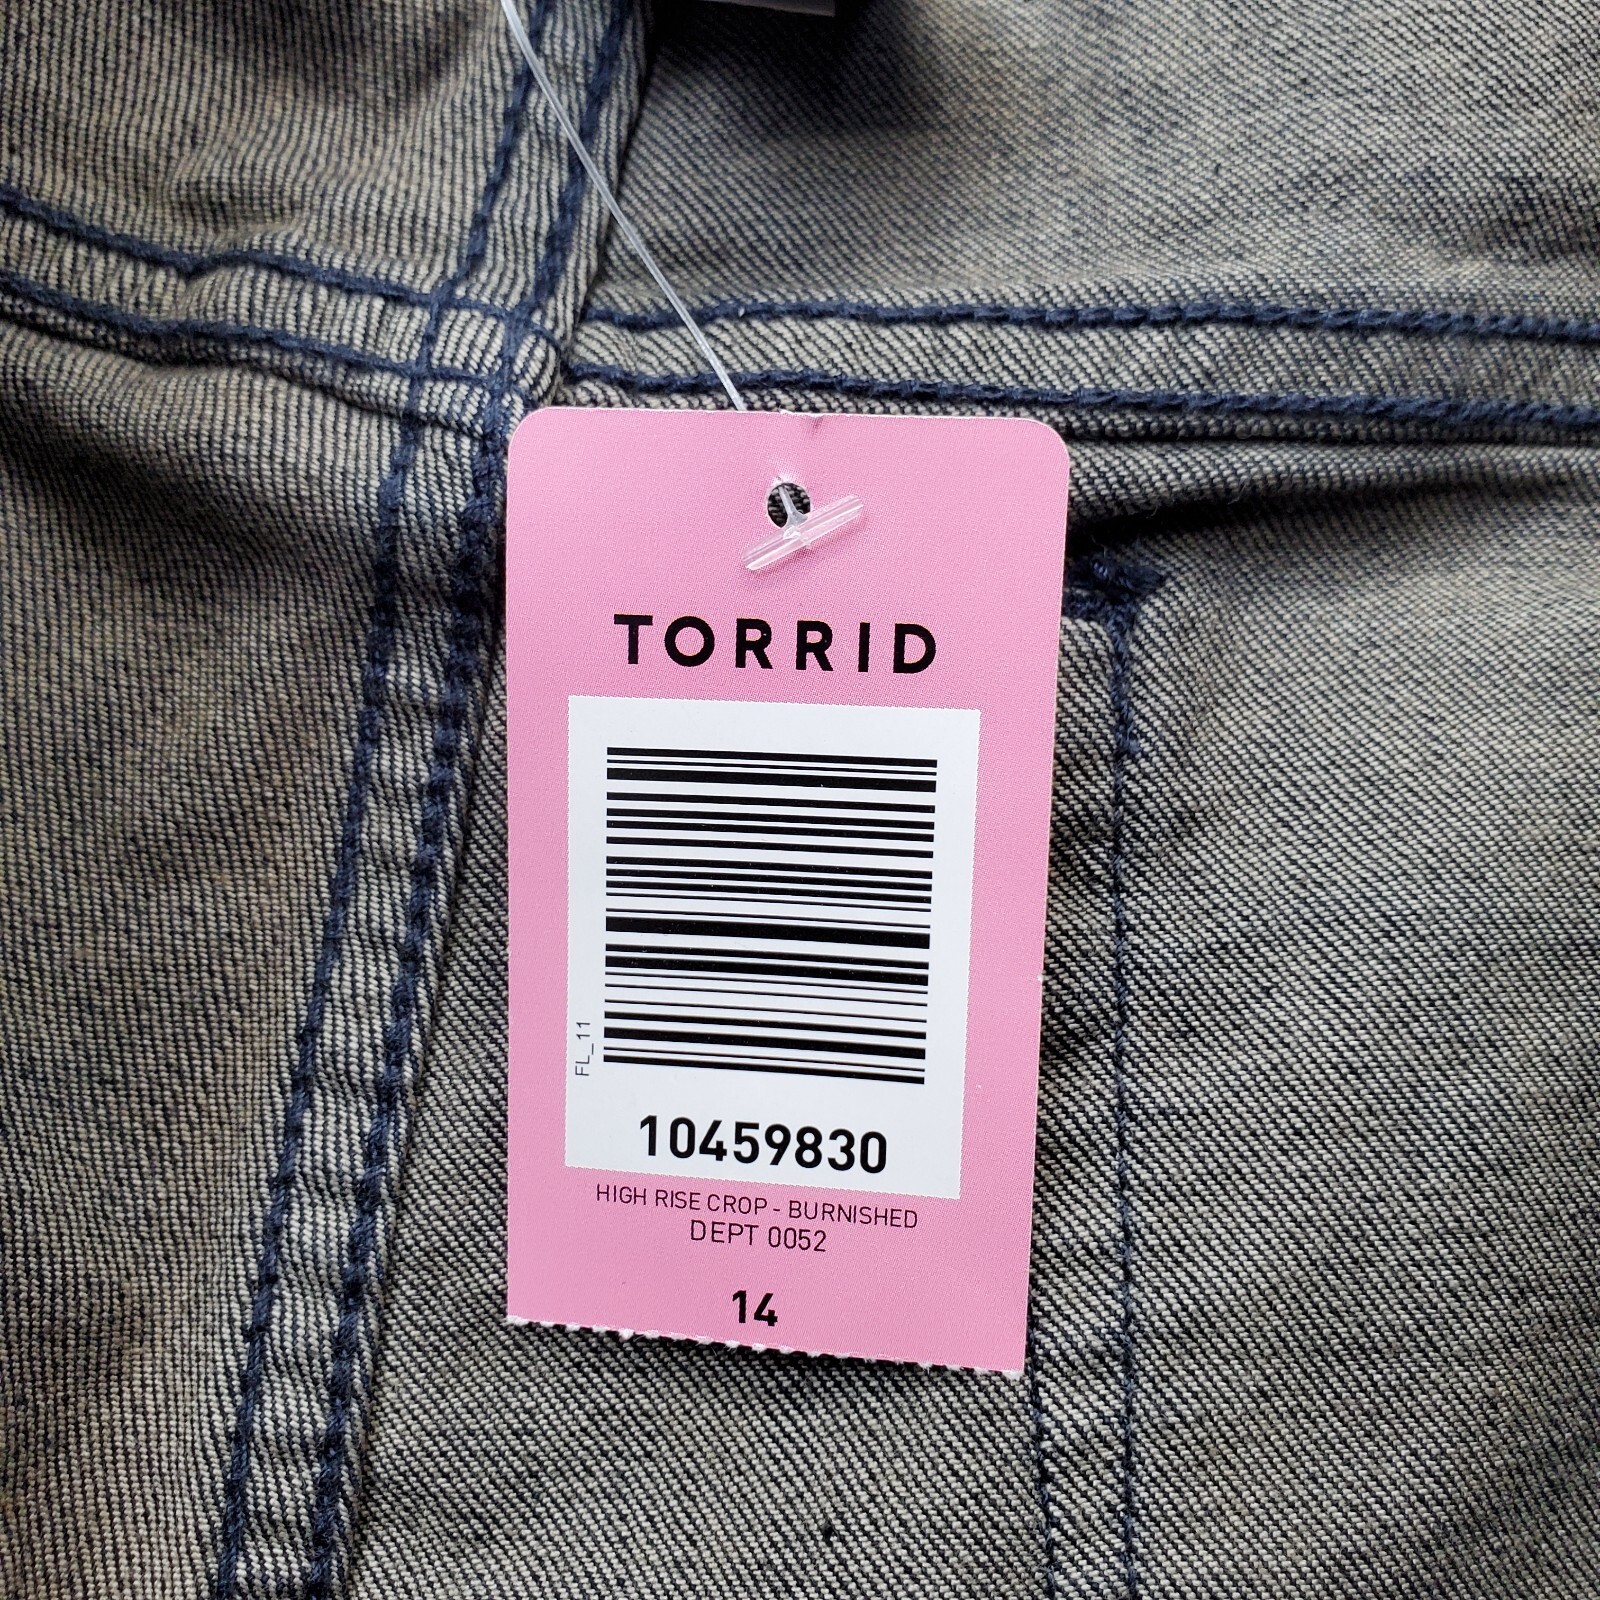 TORRID
FL_11
10459830
HIGH RISE CROP - BURNISHED
DEPT 0052
14